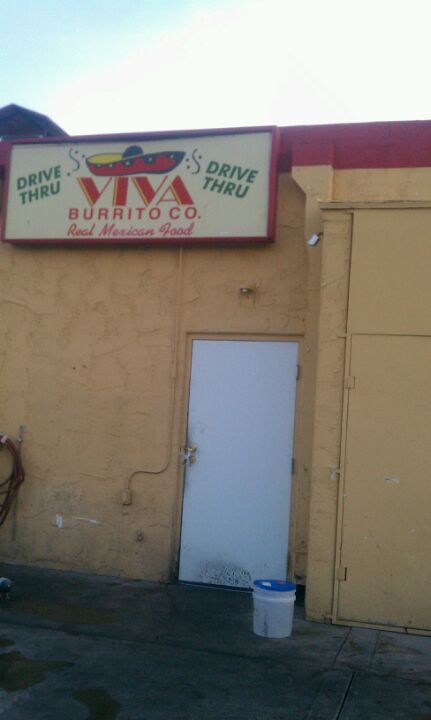 DRIVE
THRU
VIVA
BURRITO CO.
Real Mexican Food
DRIVE
THRU